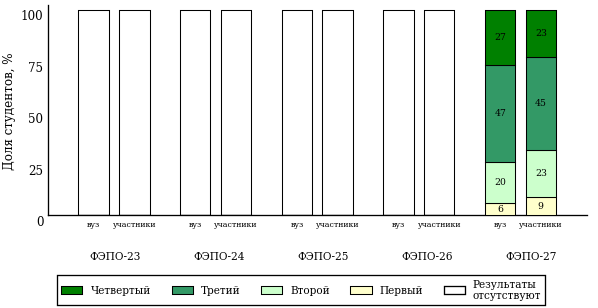 100
75
50
25
0
Доля студентов, %
27
47
20
6
23
45
23
9
вуз участники вуз участники вуз участники вуз участники вуз участники
ФЭПО-23 ФЭПО-24 ФЭПО-25 ФЭПО-26 ФЭПО-27
Четвертый Третий Второй Первый Результаты
отсутствуют